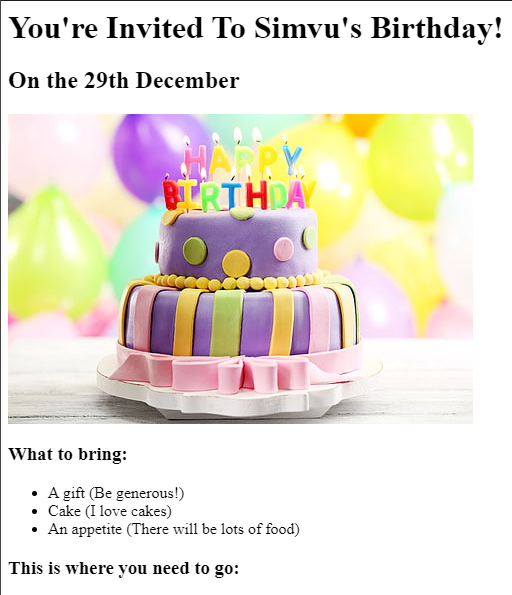 You're Invited To Simvu's Birthday!
On the 29th December
HAPPY
BIRTHDAY
What to bring:
A gift (Be generous!)
Cake (I love cakes)
An appetite (There will be lots of food)
This is where you need to go: